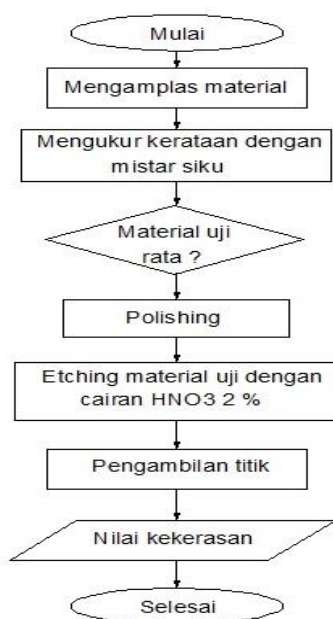 Mulai
Mengamplas material
Mengukur kerataan dengan
mistar siku
Material uji
rata ?
Polishing
Etching material uji dengan
cairan HNO3 2 %
Pengambilan titik
Nilai kekerasan
Selesai